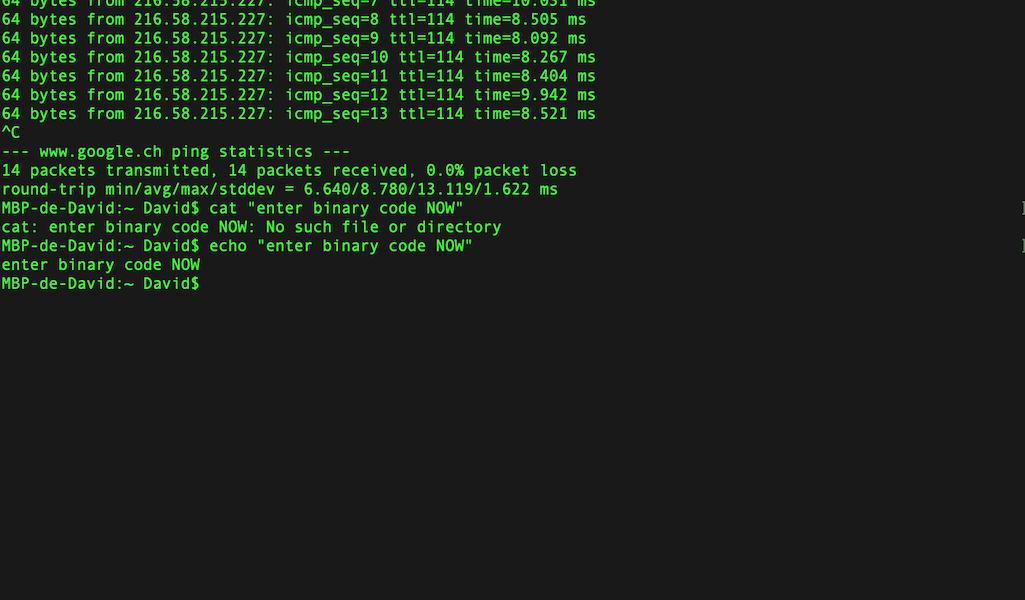 64 bytes from 216.58.215.227: icmp_seq=7 ttl=114 time=10.031 ms
64 bytes from 216.58.215.227: icmp_seq=8 ttl=114 time=8.505 ms
64 bytes from 216.58.215.227: icmp_seq=9 ttl=114 time=8.092 ms
64 bytes from 216.58.215.227: icmp_seq=10 ttl=114 time=8.267 ms
64 bytes from 216.58.215.227: icmp_seq=11 ttl=114 time=8.404 ms
64 bytes from 216.58.215.227: icmp_seq=12 ttl=114 time=9.942 ms
64 bytes from 216.58.215.227: icmp_seq=13 ttl=114 time=8.521 ms
^C
--- www.google.ch ping statistics ---
14 packets transmitted, 14 packets received, 0.0% packet loss
round-trip min/avg/max/stddev = 6.640/8.780/13.119/1.622 ms
MBP-de-David:~ David$ cat "enter binary code NOW" ]
cat: enter binary code NOW: No such file or directory
MBP-de-David:~ David$ echo "enter binary code NOW" ]
enter binary code NOW
MBP-de-David:~ David$